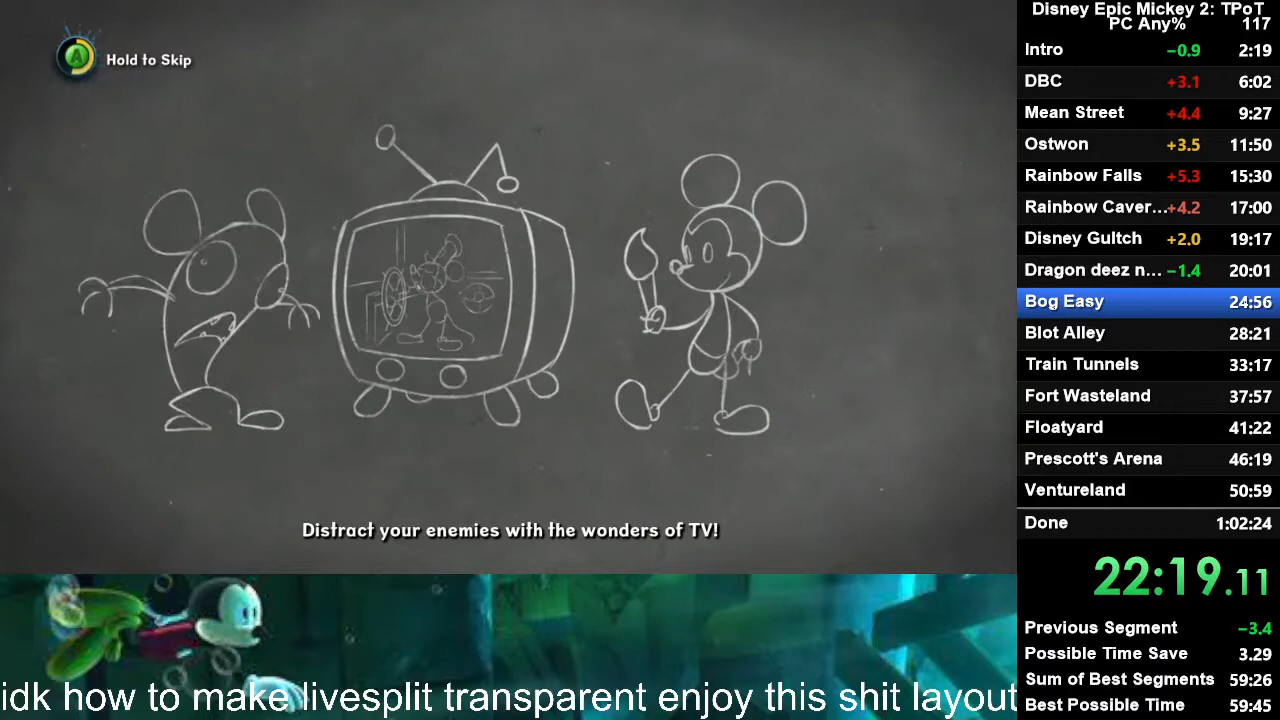 A Hold to Skip
Distract your enemies with the wonders of TV!
idk how to make livesplit transparent enjoy this shit layout
Disney Epic Mickey 2: TPoT
PC Any% 117
Intro −0.9 2:19
DBC +3.1 6:02
Mean Street +4.4 9:27
Ostwon +3.5 11:50
Rainbow Falls +5.3 15:30
Rainbow Caver... +4.2 17:00
Disney Gultch +2.0 19:17
Dragon deez n... −1.4 20:01
Bog Easy 24:56
Blot Alley 28:21
Train Tunnels 33:17
Fort Wasteland 37:57
Floatyard 41:22
Prescott's Arena 46:19
Ventureland 50:59
Done 1:02:24
22:19.11
Previous Segment −3.4
Possible Time Save 3.29
Sum of Best Segments 59:26
Best Possible Time 59:45